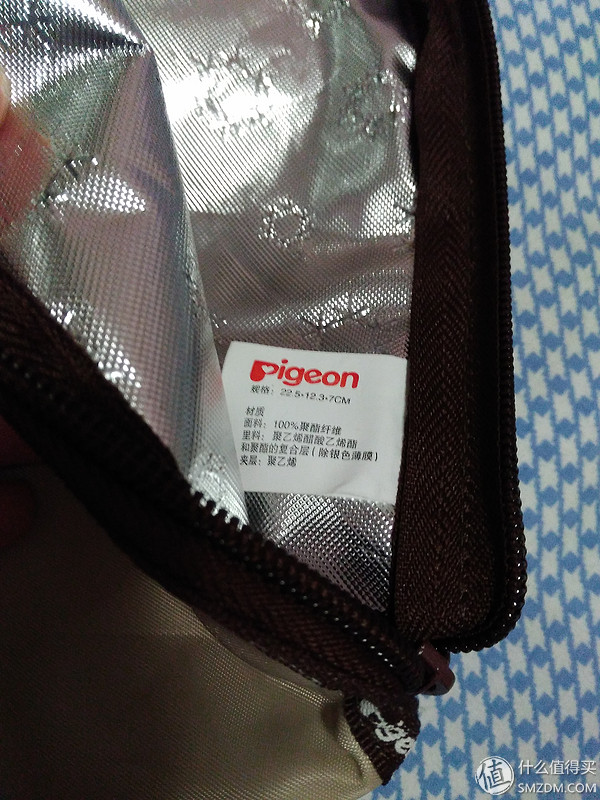 Pigeon
规格：22.5*12.3*7CM
材质
面料：100%聚酯纤维
里料：聚乙烯醋酸乙烯酯
和聚酯的复合层（除银色薄膜）
夹层：聚乙烯
Pige
值 什么值得买
SMZDM.COM